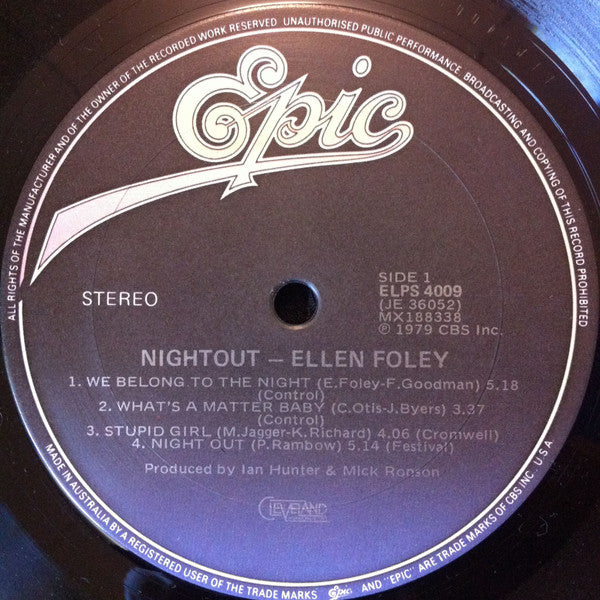 ALL RIGHTS OF THE MANUFACTURER AND OF THE OWNER OF THE RECORDED WORK RESERVED. UNAUTHORISED PUBLIC PERFORMANCE, BROADCASTING AND COPYING OF THIS RECORD PROHIBITED
Epic
STEREO
SIDE 1
ELPS 4009
(JE 36052)
MX188338
℗ 1979 CBS Inc.
NIGHTOUT – ELLEN FOLEY
1. WE BELONG TO THE NIGHT (E.Foley-F.Goodman) 5.18
(Control)
2. WHAT'S A MATTER BABY (C.Otis-J.Byers) 3.37
(Control)
3. STUPID GIRL (M.Jagger-K.Richard) 4.06 (Cromwell)
4. NIGHT OUT (P.Rambow) 5.14 (Festival)
Produced by Ian Hunter & Mick Ronson
CLEVELAND
MADE IN AUSTRALIA BY A REGISTERED USER OF THE TRADE MARKS Epic AND "EPIC" ARE TRADE MARKS OF CBS INC. U S A